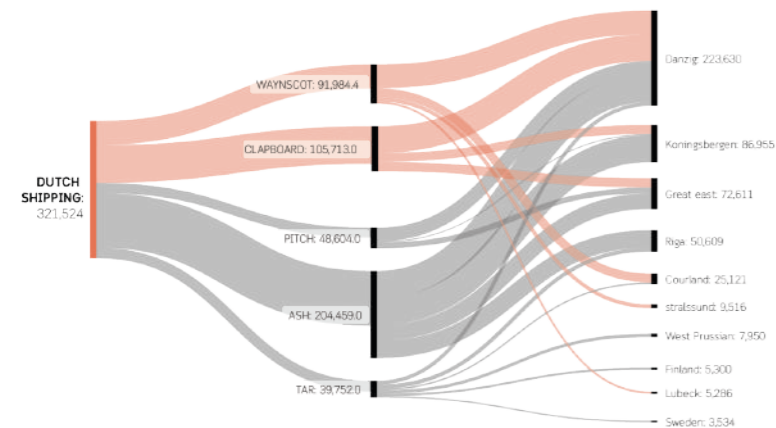 DUTCH
SHIPPING:
321,524
WAYNSCOT: 91,984.4
CLAPBOARD: 105,713.0
PITCH: 48,604.0
ASH: 204,459.0
TAR: 39,752.0
Danzig: 223,630
Koningsbergen: 86,955
Great east: 72,611
Riga: 50,609
Courland: 25,121
stralssund: 9,516
West Prussian: 7,950
Finland: 5,300
Lubeck: 5,286
Sweden: 3,534